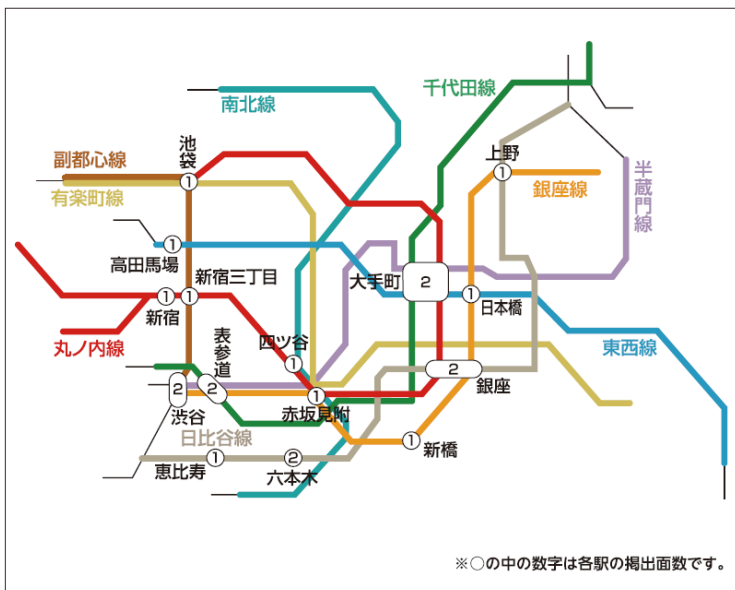 南北線
千代田線
池袋
1
副都心線
有楽町線
上野
1
銀座線
半蔵門線
1
高田馬場
新宿三丁目
大手町
2
1
1
新宿
1
日本橋
丸ノ内線
表参道
四ツ谷
1
東西線
2
渋谷
2
1
赤坂見附
2
銀座
日比谷線
1
新橋
1
恵比寿
2
六本木
※○の中の数字は各駅の掲出面数です。